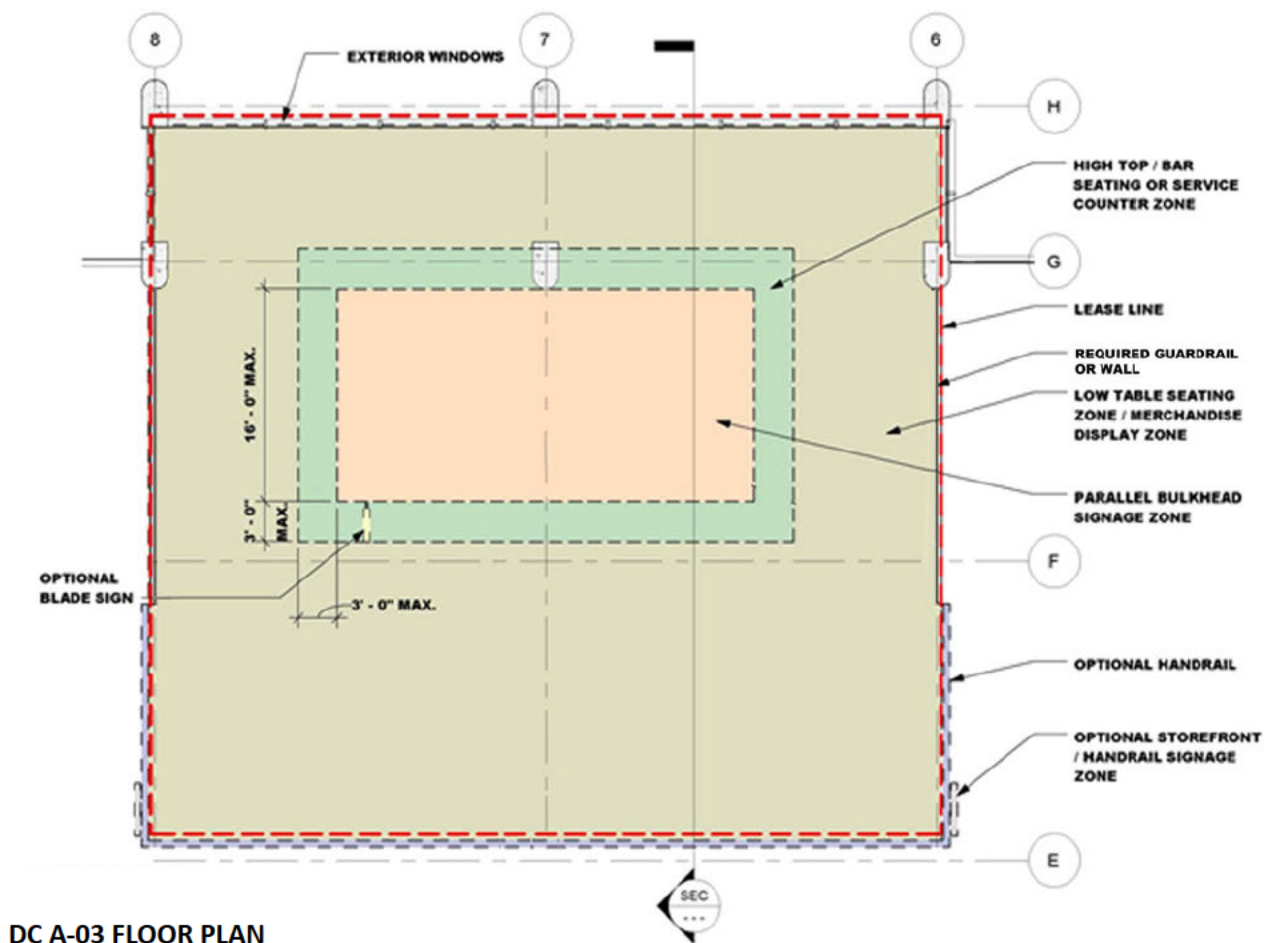 8
7
6
EXTERIOR WINDOWS
H
HIGH TOP / BAR
SEATING OR SERVICE
COUNTER ZONE
G
LEASE LINE
REQUIRED GUARDRAIL
OR WALL
LOW TABLE SEATING
ZONE / MERCHANDISE
DISPLAY ZONE
16' - 0" MAX.
PARALLEL BULKHEAD
SIGNAGE ZONE
3' - 0"
MAX.
F
OPTIONAL
BLADE SIGN
3' - 0" MAX.
OPTIONAL HANDRAIL
OPTIONAL STOREFRONT
/ HANDRAIL SIGNAGE
ZONE
E
SEC
---
DC A-03 FLOOR PLAN